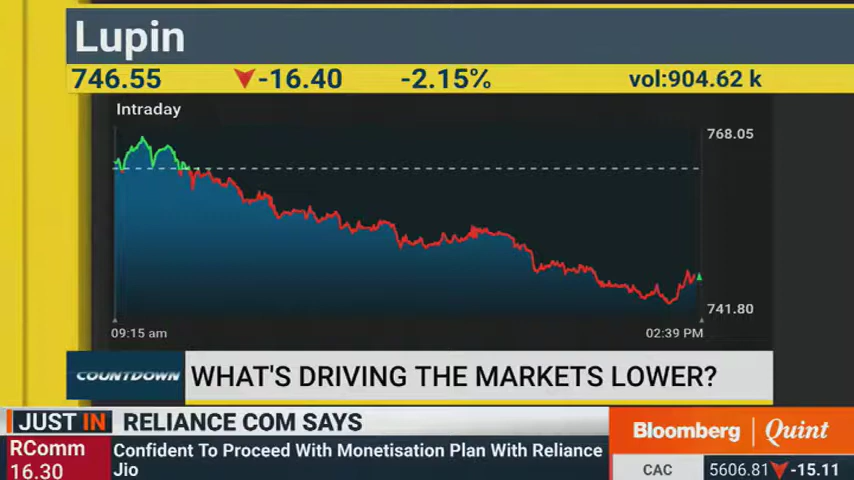 Lupin
746.55 -16.40 -2.15% vol:904.62 k
Intraday
768.05
741.80
09:15 am 02:39 PM
COUNTDOWN WHAT'S DRIVING THE MARKETS LOWER?
JUST IN RELIANCE COM SAYS
RComm
16.30
Confident To Proceed With Monetisation Plan With Reliance
Jio
Bloomberg | Quint
CAC 5606.81 -15.11